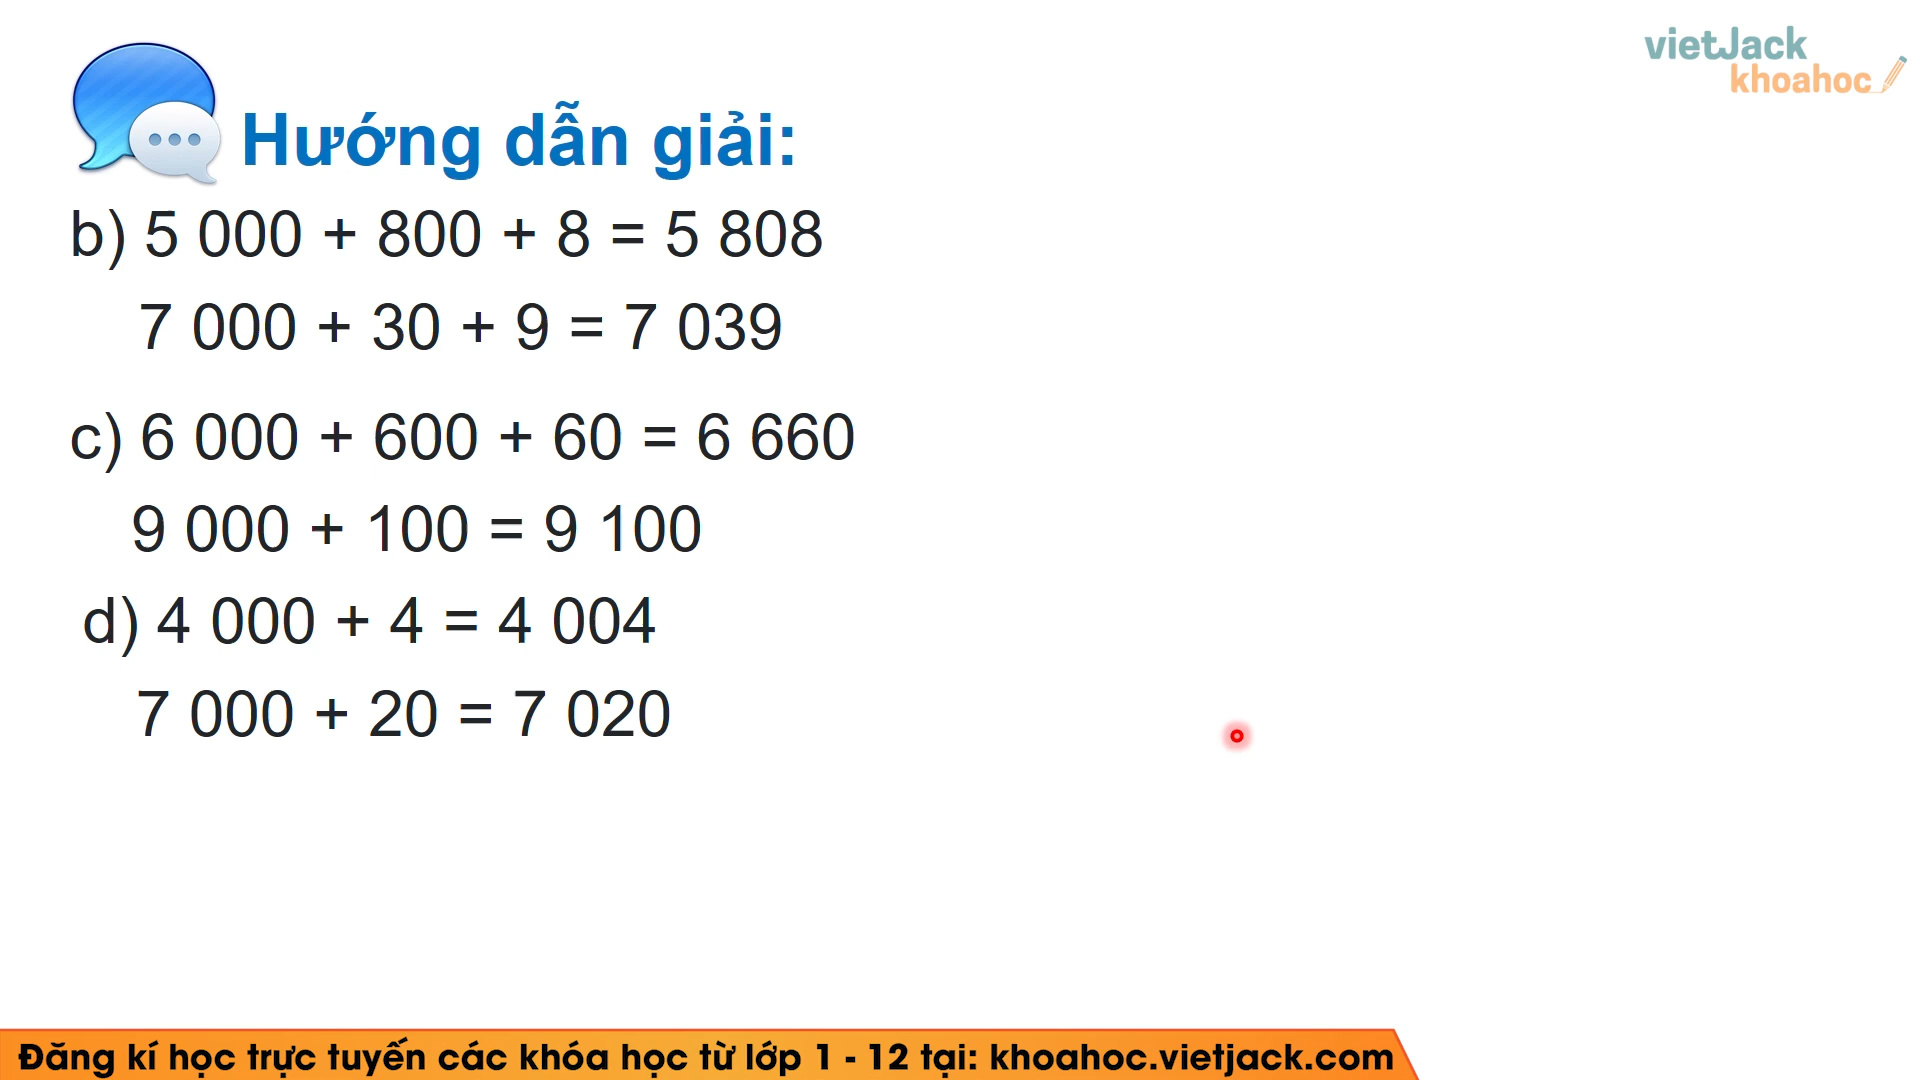 vietJack
khoahoc
Hướng dẫn giải:
b) 5 000 + 800 + 8 = 5 808
7 000 + 30 + 9 = 7 039
c) 6 000 + 600 + 60 = 6 660
9 000 + 100 = 9 100
d) 4 000 + 4 = 4 004
7 000 + 20 = 7 020
Đăng kí học trực tuyến các khóa học từ lớp 1 - 12 tại: khoahoc.vietjack.com